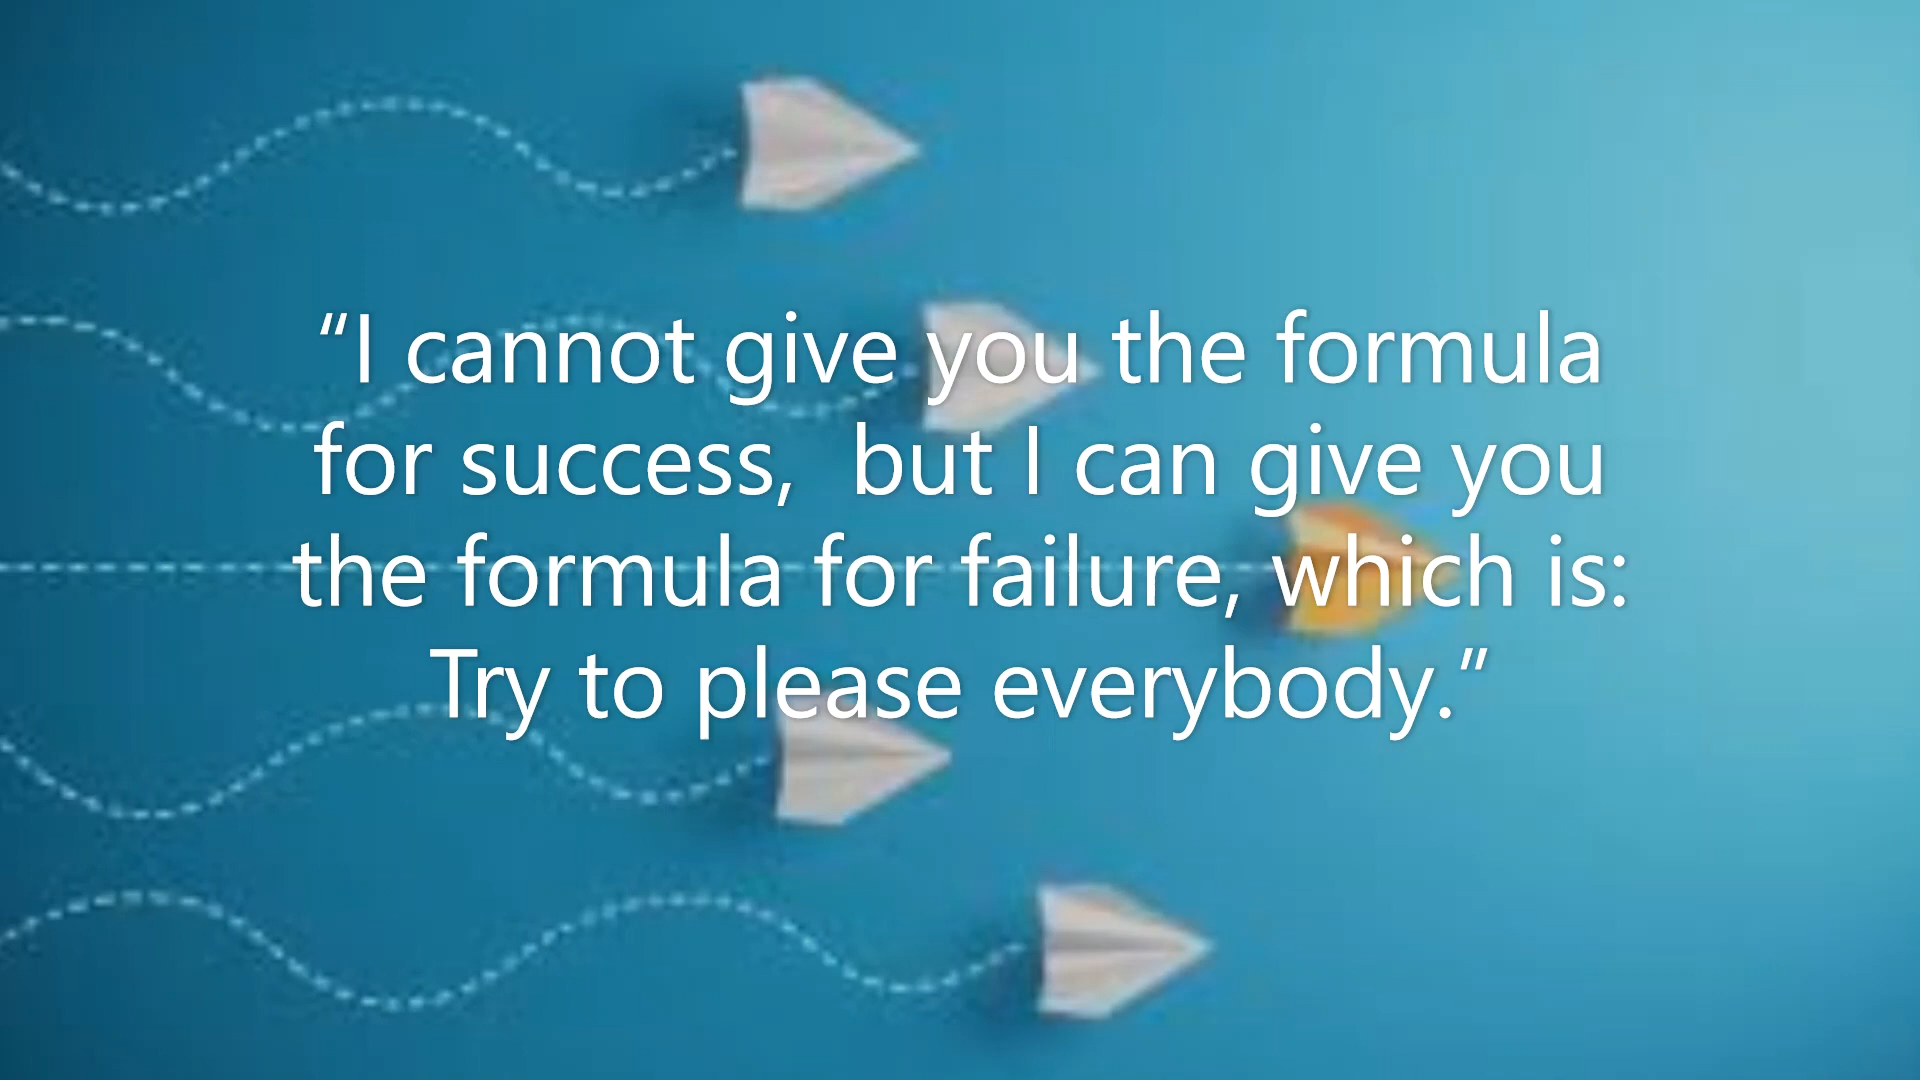 “I cannot give you the formula
for success,  but I can give you
the formula for failure, which is:
Try to please everybody.”